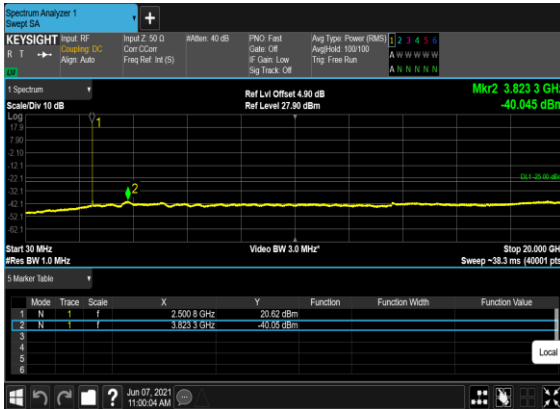 Spectrum Analyzer 1
Swept SA
KEYSIGHT Input: RF Input Z: 50 Ω #Atten: 40 dB PNO: Fast Avg Type: Power (RMS) 1 2 3 4 5 6
R T Coupling: DC Corr CCorr Gate: Off Avg|Hold: 100/100 A W W W W W
Align: Auto Freq Ref: Int (S) IF Gain: Low Trig: Free Run
Sig Track: Off A N N N N N
1 Spectrum Ref Lvl Offset 4.90 dB Mkr2 3.823 3 GHz
Scale/Div 10 dB Ref Level 27.90 dBm -40.045 dBm
Log
17.9
7.90
-2.10
-12.1
-22.1
-32.1
-42.1
-52.1
-62.1
1
2
DL1 -25.00 dBm
Start 30 MHz Video BW 3.0 MHz* Stop 20.000 GHz
#Res BW 1.0 MHz Sweep ~38.3 ms (40001 pts)
5 Marker Table
Mode Trace Scale X Y Function Function Width Function Value
1 N 1 f 2.500 8 GHz 20.62 dBm
2 N 1 f 3.823 3 GHz -40.05 dBm
3
4
5
6
Local
? Jun 07, 2021
11:00:04 AM